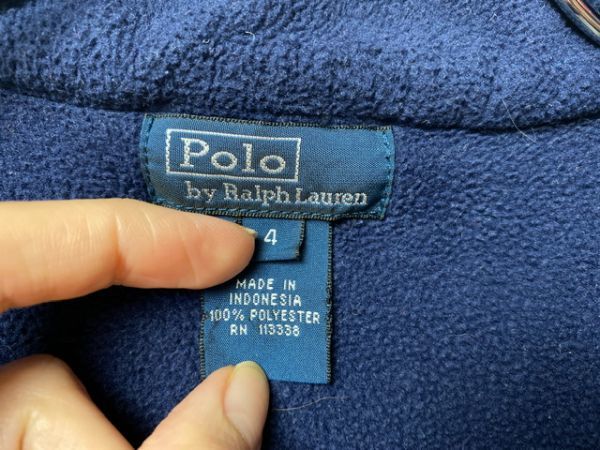 Polo
by Ralph Lauren
4
MADE IN
INDONESIA
100% POLYESTER
RN 113338